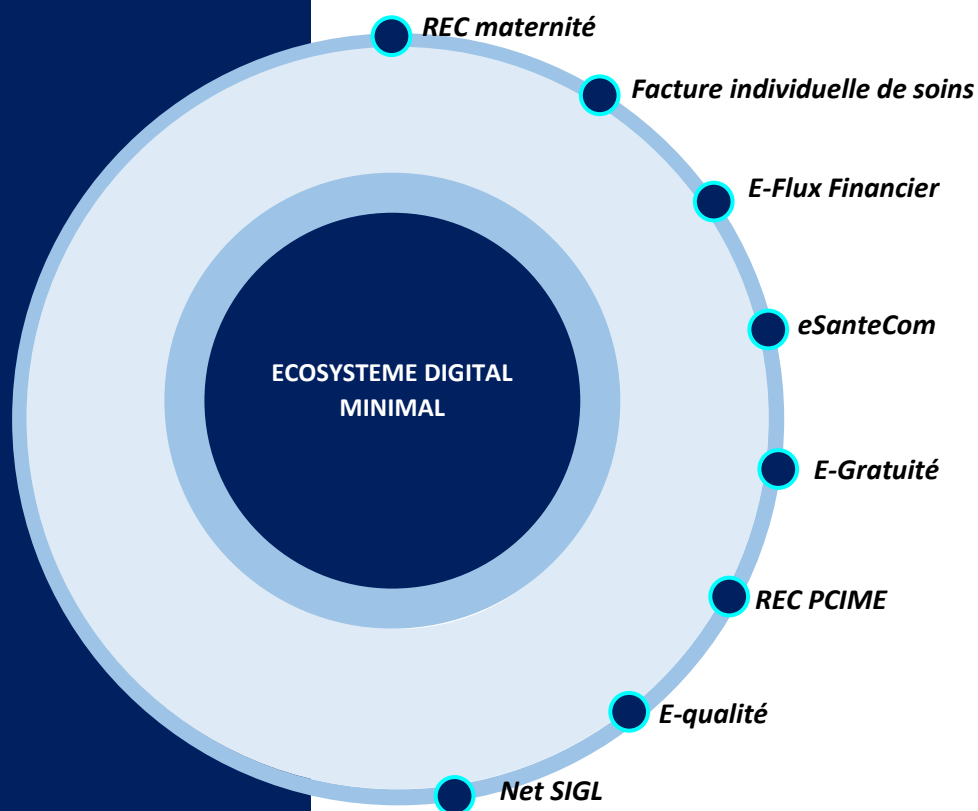 REC maternité
Facture individuelle de soins
E-Flux Financier
eSanteCom
ECOSYSTEME DIGITAL
MINIMAL
E-Gratuité
REC PCIME
E-qualité
Net SIGL